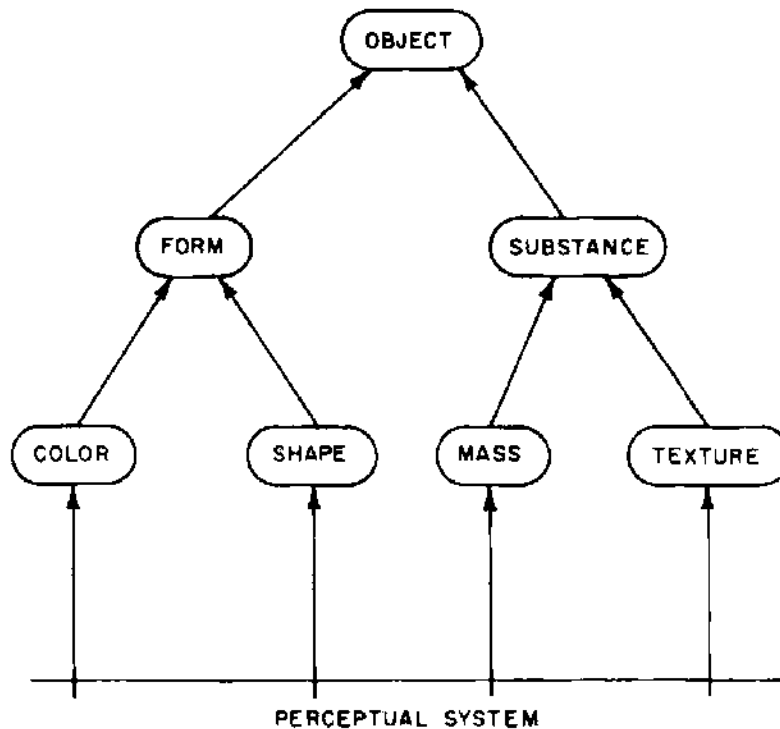 OBJECT
FORM
SUBSTANCE
COLOR
SHAPE
MASS
TEXTURE
PERCEPTUAL SYSTEM